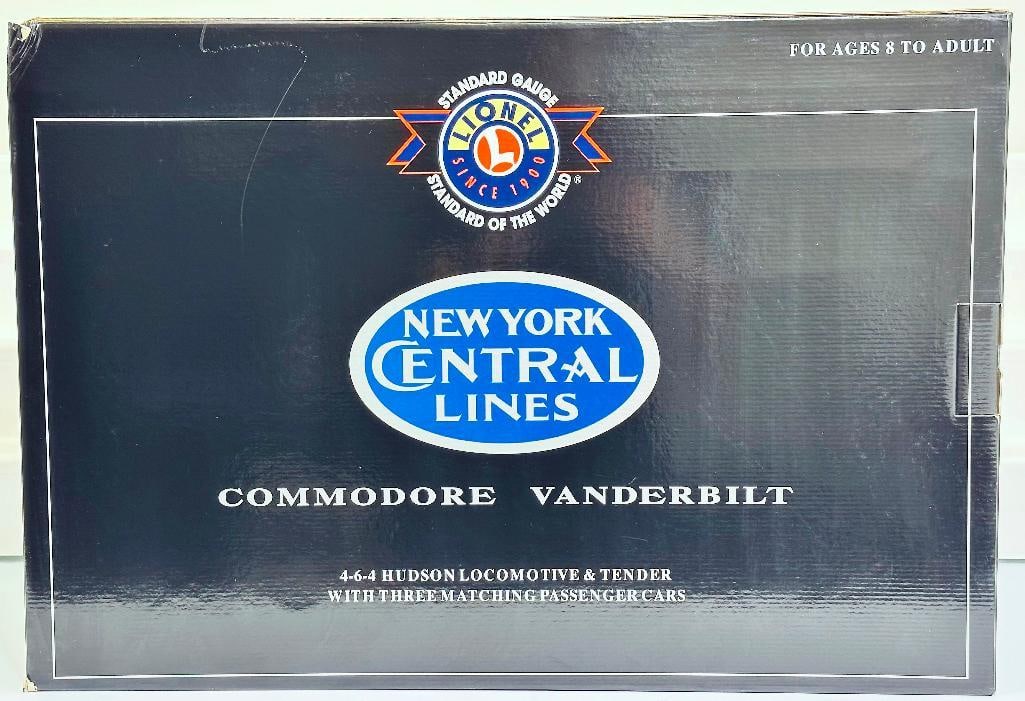 FOR AGES 8 TO ADULT
STANDARD GAUGE
LIONEL
L
SINCE 1900
STANDARD OF THE WORLD®
NEW YORK
CENTRAL
LINES
COMMODORE VANDERBILT
4-6-4 HUDSON LOCOMOTIVE & TENDER
WITH THREE MATCHING PASSENGER CARS